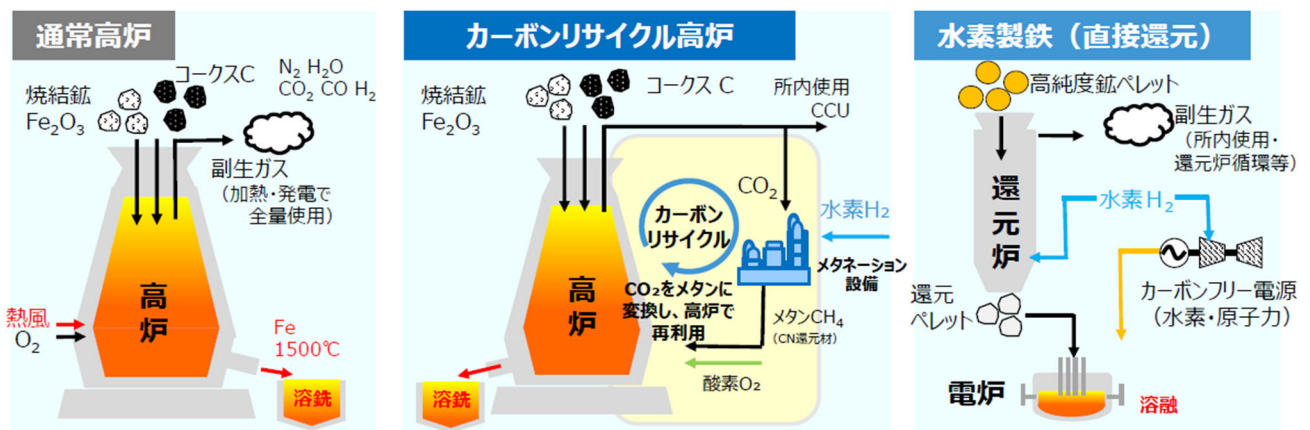 通常高炉
コークスC
N₂ H₂O
CO₂ CO H₂
焼結鉱
Fe₂O₃
副生ガス
(加熱・発電で
全量使用)
高炉
熱風
O₂
Fe
1500℃
溶銑
カーボンリサイクル高炉
焼結鉱
Fe₂O₃
コークス C
所内使用
CCU
CO₂
水素H₂
カーボン
リサイクル
メタネーション
設備
CO₂をメタンに
変換し、高炉で
再利用
高炉
メタンCH₄
(CN還元材)
酸素O₂
溶銑
水素製鉄（直接還元）
高純度鉱ペレット
副生ガス
(所内使用・
還元炉循環等)
還元炉
水素H₂
還元
ペレット
カーボンフリー電源
(水素・原子力)
電炉
溶融